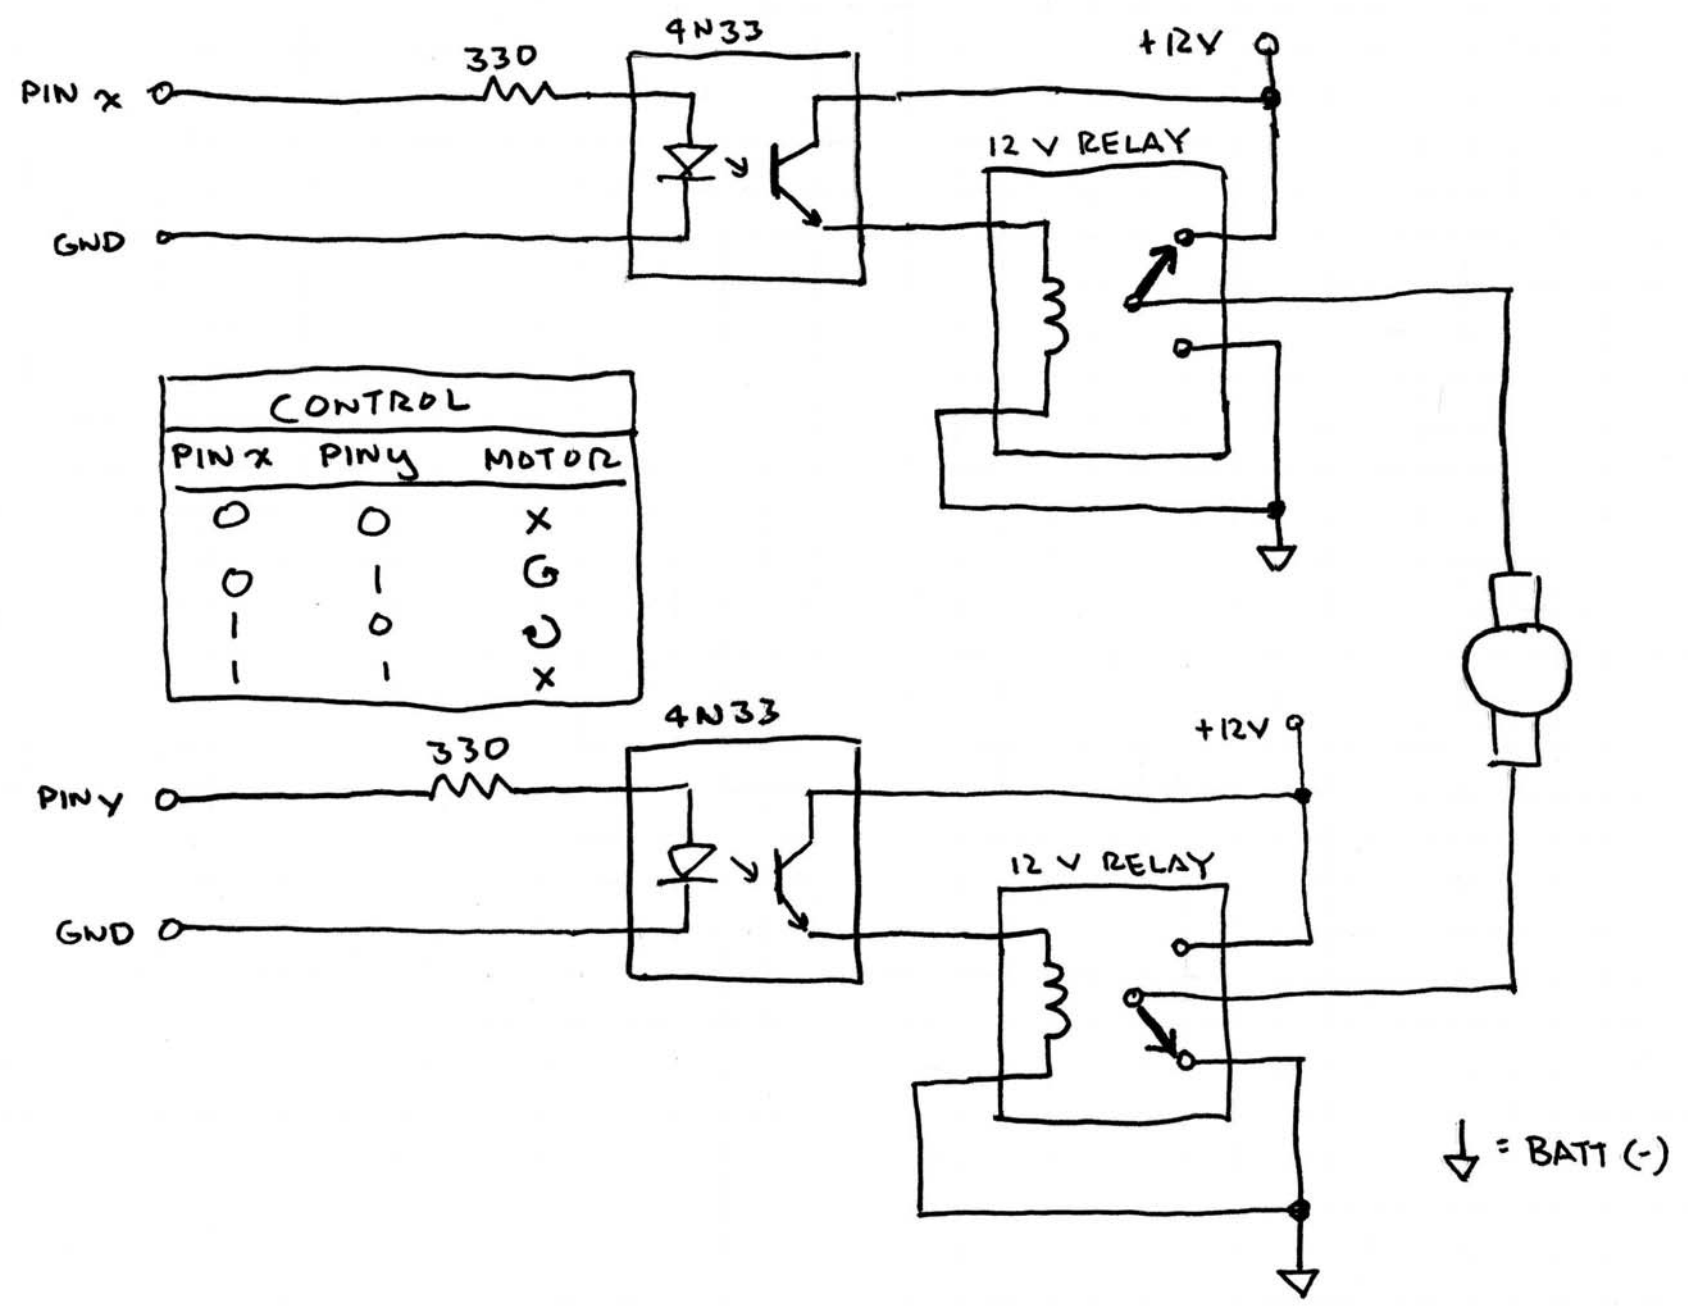 4N33
330
+12V
PIN x
12 V RELAY
GND
CONTROL
PIN x PIN y MOTOR
0 0 X
0 1 ↺
1 0 ↻
1 1 X
4N33
330
+12V
PIN y
12 V RELAY
GND
= BATT (-)